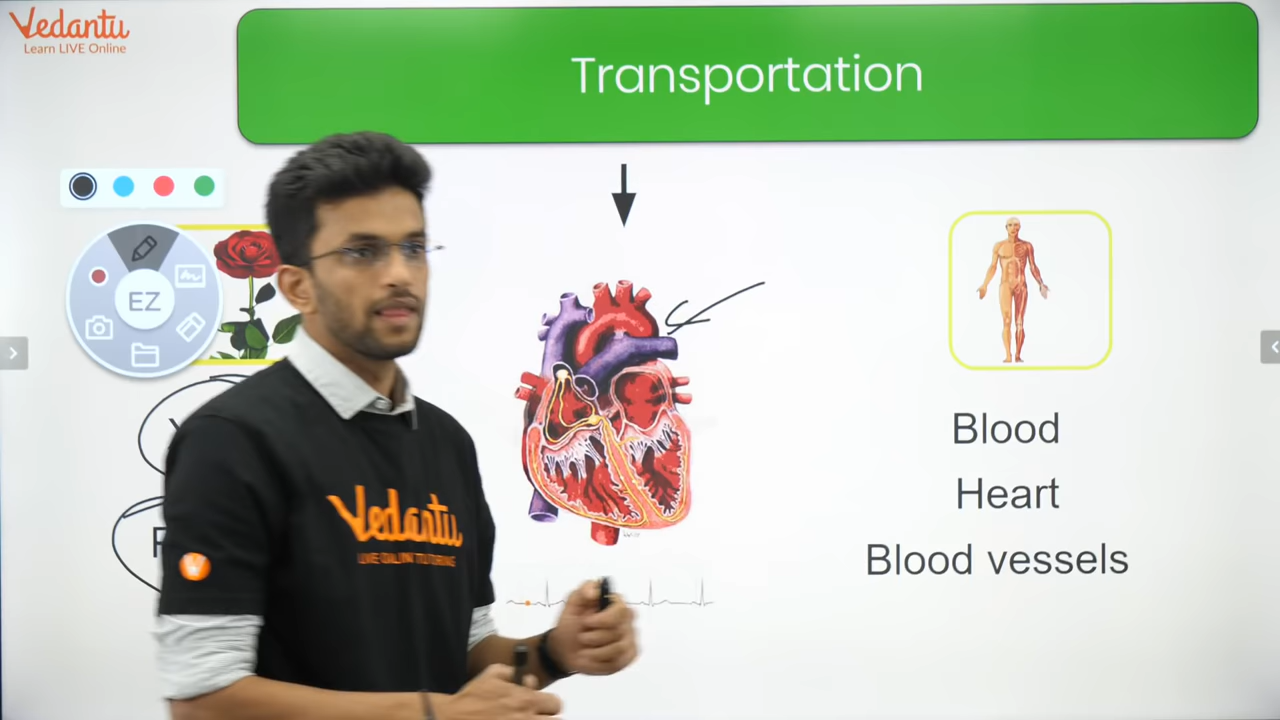 Vedantu
Learn LIVE Online
Transportation
EZ
Blood
Heart
Blood vessels
Vedantu
LIVE ONLINE TUTORING